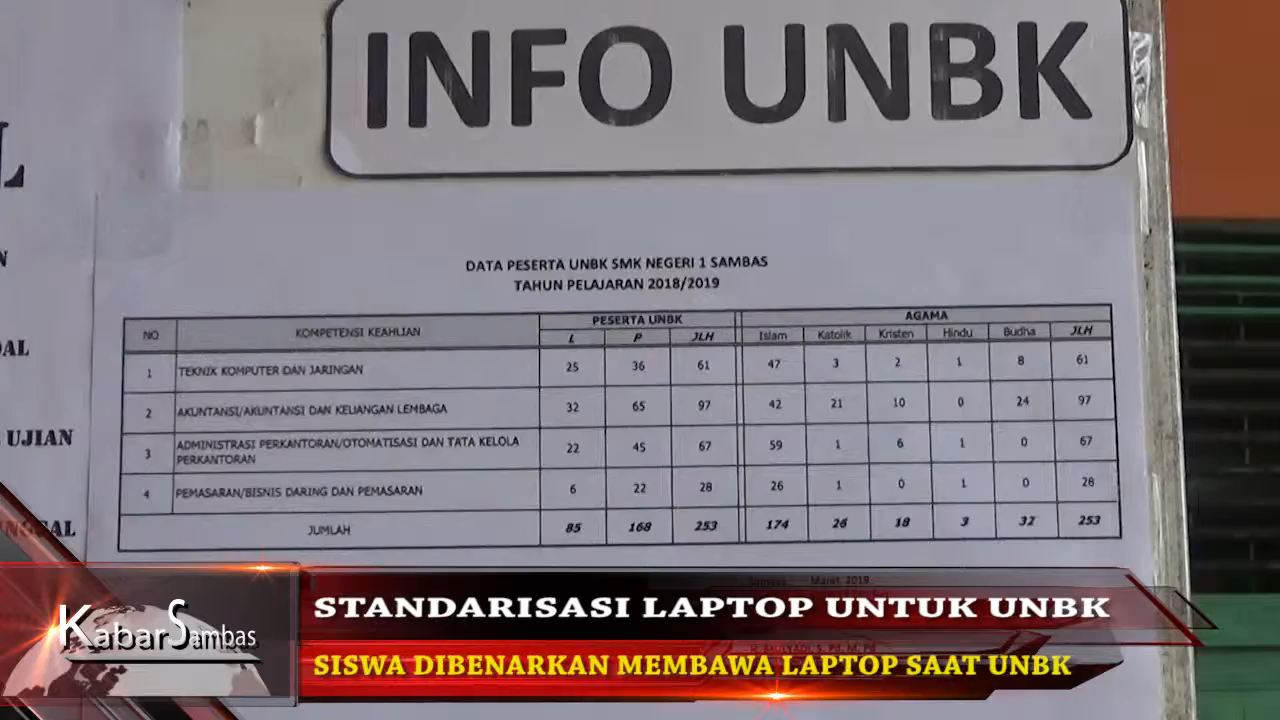 INFO UNBK
L
N
DAL
UJIAN
DATA PESERTA UNBK SMK NEGERI 1 SAMBAS
TAHUN PELAJARAN 2018/2019
NO KOMPETENSI KEAHLIAN PESERTA UNBK AGAMA
L P JLH Islam Katolik Kristen Hindu Budha JLH
1 TEKNIK KOMPUTER DAN JARINGAN 25 36 61 47 3 2 1 8 61
2 AKUNTANSI/AKUNTANSI DAN KEUANGAN LEMBAGA 32 65 97 42 21 10 0 24 97
3 ADMINISTRASI PERKANTORAN/OTOMATISASI DAN TATA KELOLA
PERKANTORAN 22 45 67 59 1 6 1 0 67
4 PEMASARAN/BISNIS DARING DAN PEMASARAN 6 22 28 26 1 0 1 0 28
JUMLAH 85 168 253 174 26 18 3 32 253
Maret 2019
KabarSambas
STANDARISASI LAPTOP UNTUK UNBK
SISWA DIBENARKAN MEMBAWA LAPTOP SAAT UNBK